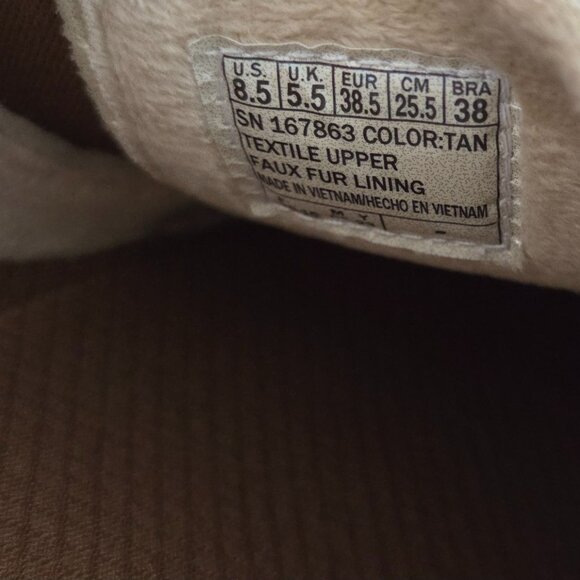 U.S. U.K. EUR CM BRA
8.5 5.5 38.5 25.5 38
SN 167863 COLOR:TAN
TEXTILE UPPER
FAUX FUR LINING
MADE IN VIETNAM/HECHO EN VIETNAM
M Y